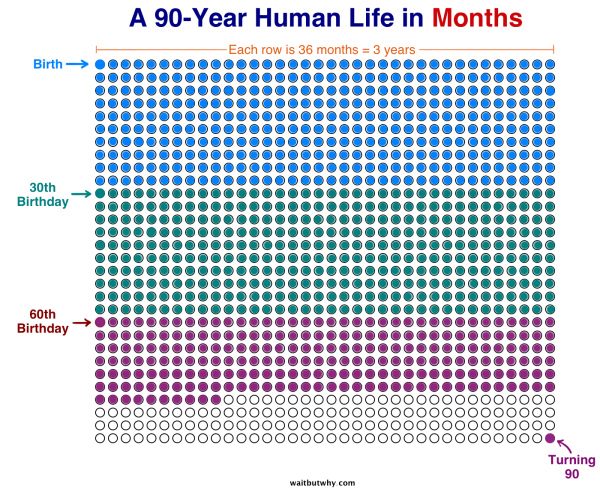 A 90-Year Human Life in Months
Each row is 36 months = 3 years
Birth
30th
Birthday
60th
Birthday
Turning
90
waitbutwhy.com